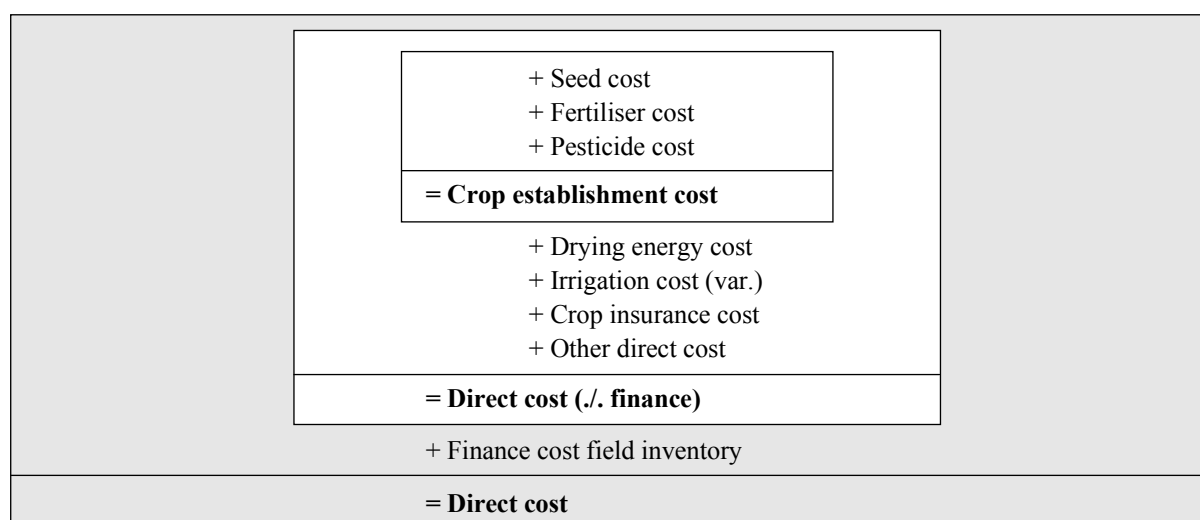 + Seed cost
+ Fertiliser cost
+ Pesticide cost
= Crop establishment cost
+ Drying energy cost
+ Irrigation cost (var.)
+ Crop insurance cost
+ Other direct cost
= Direct cost (./. finance)
+ Finance cost field inventory
= Direct cost